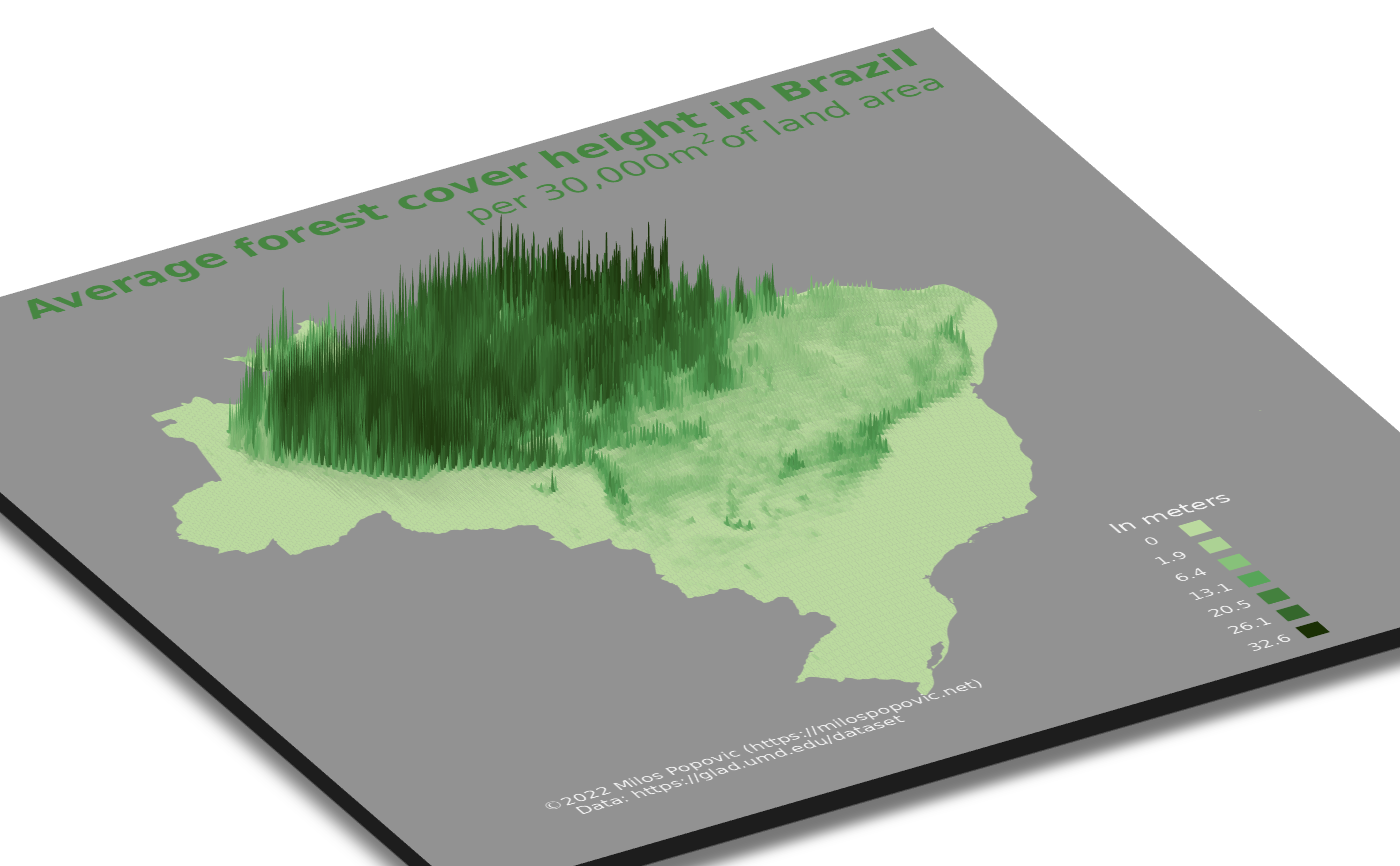 Average forest cover height in Brazil
per 30,000m² of land area
In meters
0
1.9
6.4
13.1
20.5
26.1
32.6
©2022 Milos Popovic (https://milospopovic.net)
Data: https://glad.umd.edu/dataset